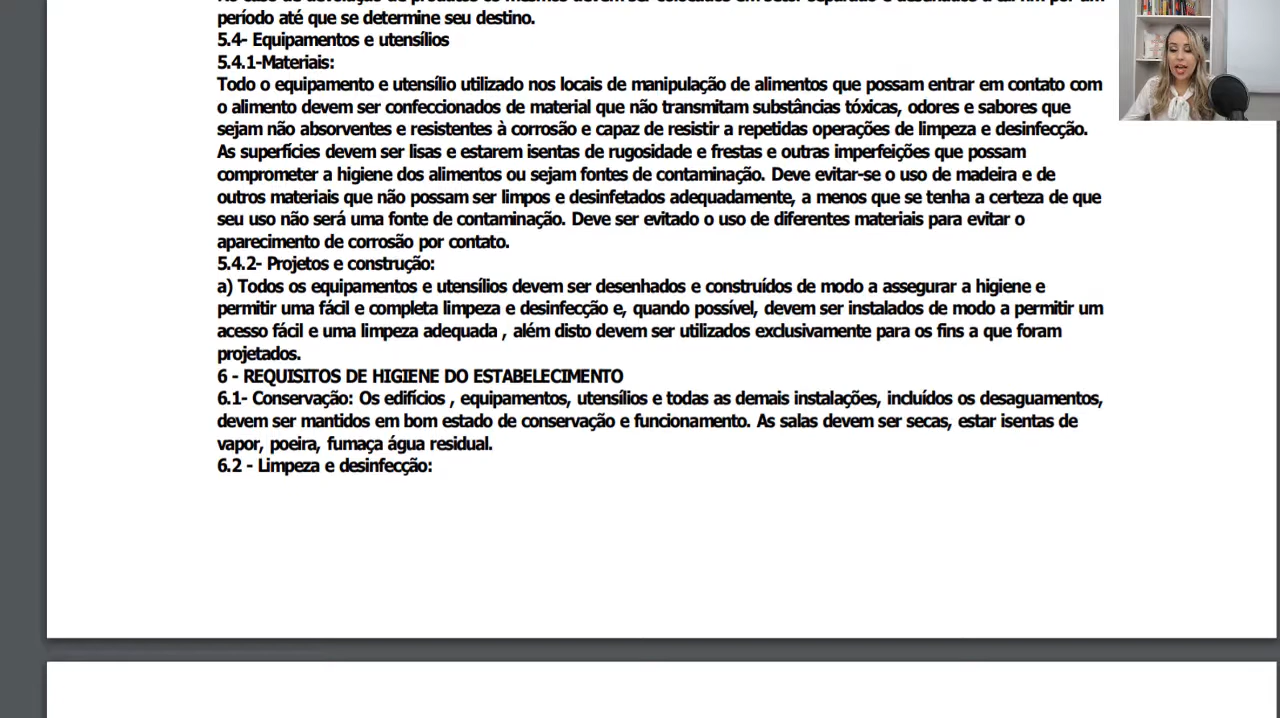 período até que se determine seu destino.
5.4- Equipamentos e utensílios
5.4.1-Materiais:
Todo o equipamento e utensílio utilizado nos locais de manipulação de alimentos que possam entrar em contato com
o alimento devem ser confeccionados de material que não transmitam substâncias tóxicas, odores e sabores que
sejam não absorventes e resistentes à corrosão e capaz de resistir a repetidas operações de limpeza e desinfecção.
As superfícies devem ser lisas e estarem isentas de rugosidade e frestas e outras imperfeições que possam
comprometer a higiene dos alimentos ou sejam fontes de contaminação. Deve evitar-se o uso de madeira e de
outros materiais que não possam ser limpos e desinfetados adequadamente, a menos que se tenha a certeza de que
seu uso não será uma fonte de contaminação. Deve ser evitado o uso de diferentes materiais para evitar o
aparecimento de corrosão por contato.
5.4.2- Projetos e construção:
a) Todos os equipamentos e utensílios devem ser desenhados e construídos de modo a assegurar a higiene e
permitir uma fácil e completa limpeza e desinfecção e, quando possível, devem ser instalados de modo a permitir um
acesso fácil e uma limpeza adequada , além disto devem ser utilizados exclusivamente para os fins a que foram
projetados.
6 - REQUISITOS DE HIGIENE DO ESTABELECIMENTO
6.1- Conservação: Os edifícios , equipamentos, utensílios e todas as demais instalações, incluídos os desaguamentos,
devem ser mantidos em bom estado de conservação e funcionamento. As salas devem ser secas, estar isentas de
vapor, poeira, fumaça água residual.
6.2 - Limpeza e desinfecção: